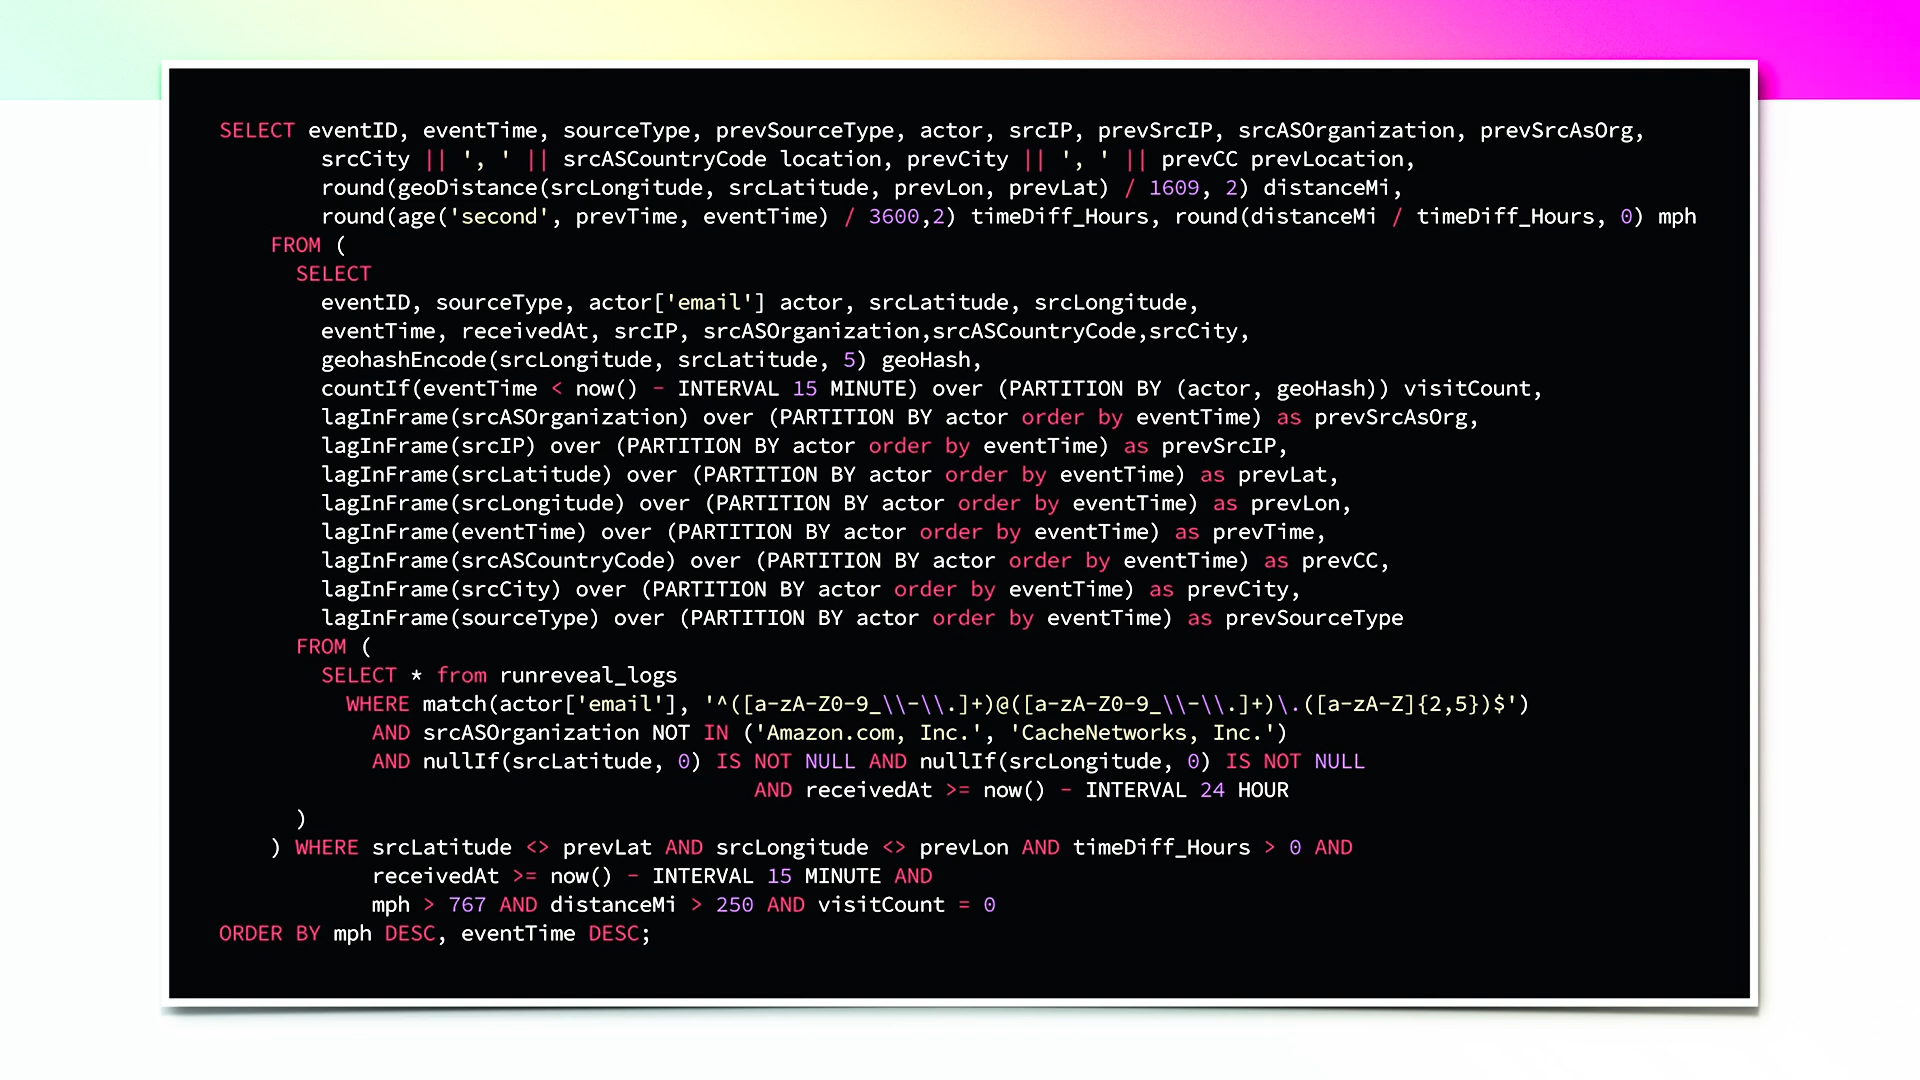 SELECT eventID, eventTime, sourceType, prevSourceType, actor, srcIP, prevSrcIP, srcASOrganization, prevSrcAsOrg,
srcCity || ', ' || srcASCountryCode location, prevCity || ', ' || prevCC prevLocation,
round(geoDistance(srcLongitude, srcLatitude, prevLon, prevLat) / 1609, 2) distanceMi,
round(age('second', prevTime, eventTime) / 3600,2) timeDiff_Hours, round(distanceMi / timeDiff_Hours, 0) mph
FROM (
SELECT
eventID, sourceType, actor['email'] actor, srcLatitude, srcLongitude,
eventTime, receivedAt, srcIP, srcASOrganization,srcASCountryCode,srcCity,
geohashEncode(srcLongitude, srcLatitude, 5) geoHash,
countIf(eventTime < now() - INTERVAL 15 MINUTE) over (PARTITION BY (actor, geoHash)) visitCount,
lagInFrame(srcASOrganization) over (PARTITION BY actor order by eventTime) as prevSrcAsOrg,
lagInFrame(srcIP) over (PARTITION BY actor order by eventTime) as prevSrcIP,
lagInFrame(srcLatitude) over (PARTITION BY actor order by eventTime) as prevLat,
lagInFrame(srcLongitude) over (PARTITION BY actor order by eventTime) as prevLon,
lagInFrame(eventTime) over (PARTITION BY actor order by eventTime) as prevTime,
lagInFrame(srcASCountryCode) over (PARTITION BY actor order by eventTime) as prevCC,
lagInFrame(srcCity) over (PARTITION BY actor order by eventTime) as prevCity,
lagInFrame(sourceType) over (PARTITION BY actor order by eventTime) as prevSourceType
FROM (
SELECT * from runreveal_logs
WHERE match(actor['email'], '^([a-zA-Z0-9_\\-\\.]+)@([a-zA-Z0-9_\\-\\.]+)\.([a-zA-Z]{2,5})$')
AND srcASOrganization NOT IN ('Amazon.com, Inc.', 'CacheNetworks, Inc.')
AND nullIf(srcLatitude, 0) IS NOT NULL AND nullIf(srcLongitude, 0) IS NOT NULL
AND receivedAt >= now() - INTERVAL 24 HOUR
)
) WHERE srcLatitude <> prevLat AND srcLongitude <> prevLon AND timeDiff_Hours > 0 AND
receivedAt >= now() - INTERVAL 15 MINUTE AND
mph > 767 AND distanceMi > 250 AND visitCount = 0
ORDER BY mph DESC, eventTime DESC;